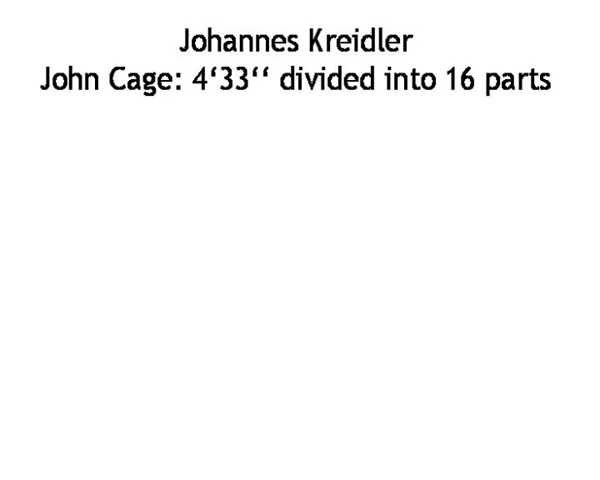 Johannes Kreidler
John Cage: 4‘33‘‘ divided into 16 parts